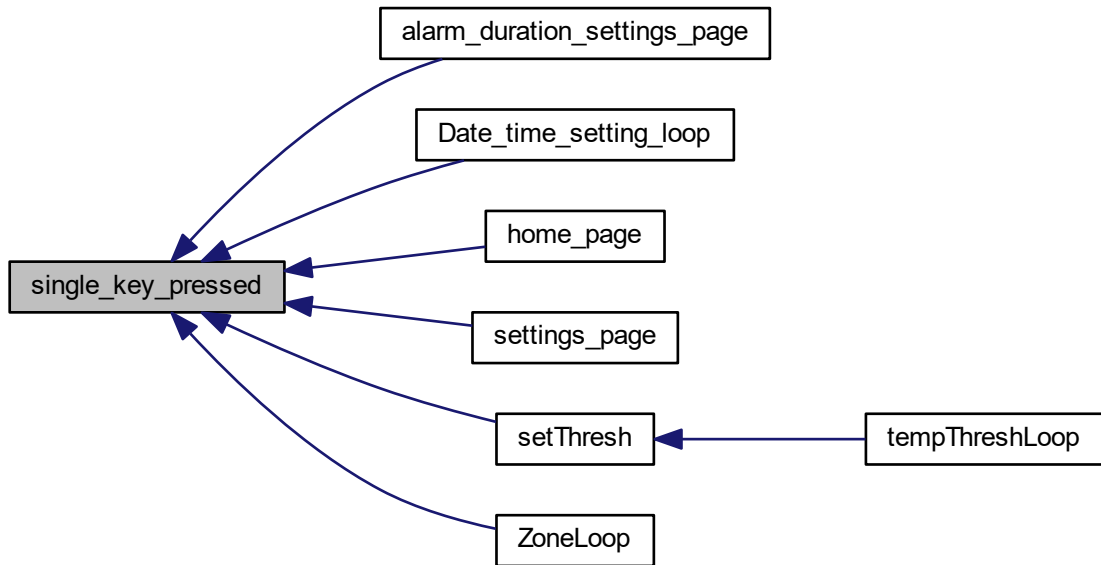 alarm_duration_settings_page
Date_time_setting_loop
home_page
single_key_pressed
settings_page
setThresh
tempThreshLoop
ZoneLoop